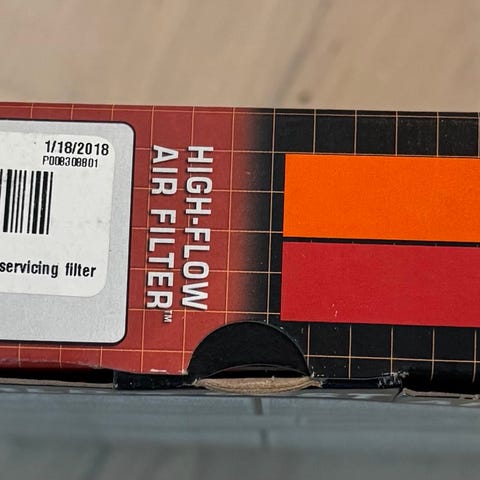 1/18/2018
P008308801
servicing filter
HIGH-FLOW
AIR FILTER™